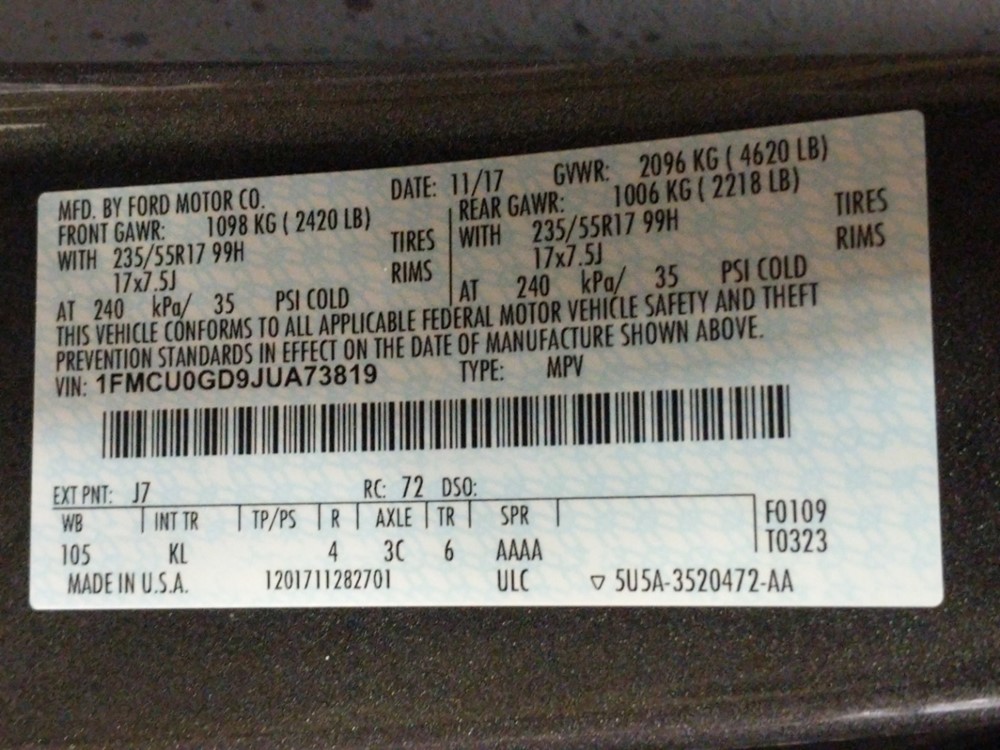 MFD. BY FORD MOTOR CO. DATE: 11/17 GVWR: 2096 KG ( 4620 LB)
FRONT GAWR: 1098 KG ( 2420 LB) REAR GAWR: 1006 KG ( 2218 LB)
WITH 235/55R17 99H TIRES WITH 235/55R17 99H TIRES
17x7.5J RIMS 17x7.5J RIMS
AT 240 kPa/ 35 PSI COLD AT 240 kPa/ 35 PSI COLD
THIS VEHICLE CONFORMS TO ALL APPLICABLE FEDERAL MOTOR VEHICLE SAFETY AND THEFT
PREVENTION STANDARDS IN EFFECT ON THE DATE OF MANUFACTURE SHOWN ABOVE.
VIN: 1FMCU0GD9JUA73819 TYPE: MPV
EXT PNT: J7 RC: 72 DSO:
WB INT TR TP/PS R AXLE TR SPR F0109
105 KL 4 3C 6 AAAA T0323
MADE IN U.S.A. 1201711282701 ULC ▽ 5U5A-3520472-AA